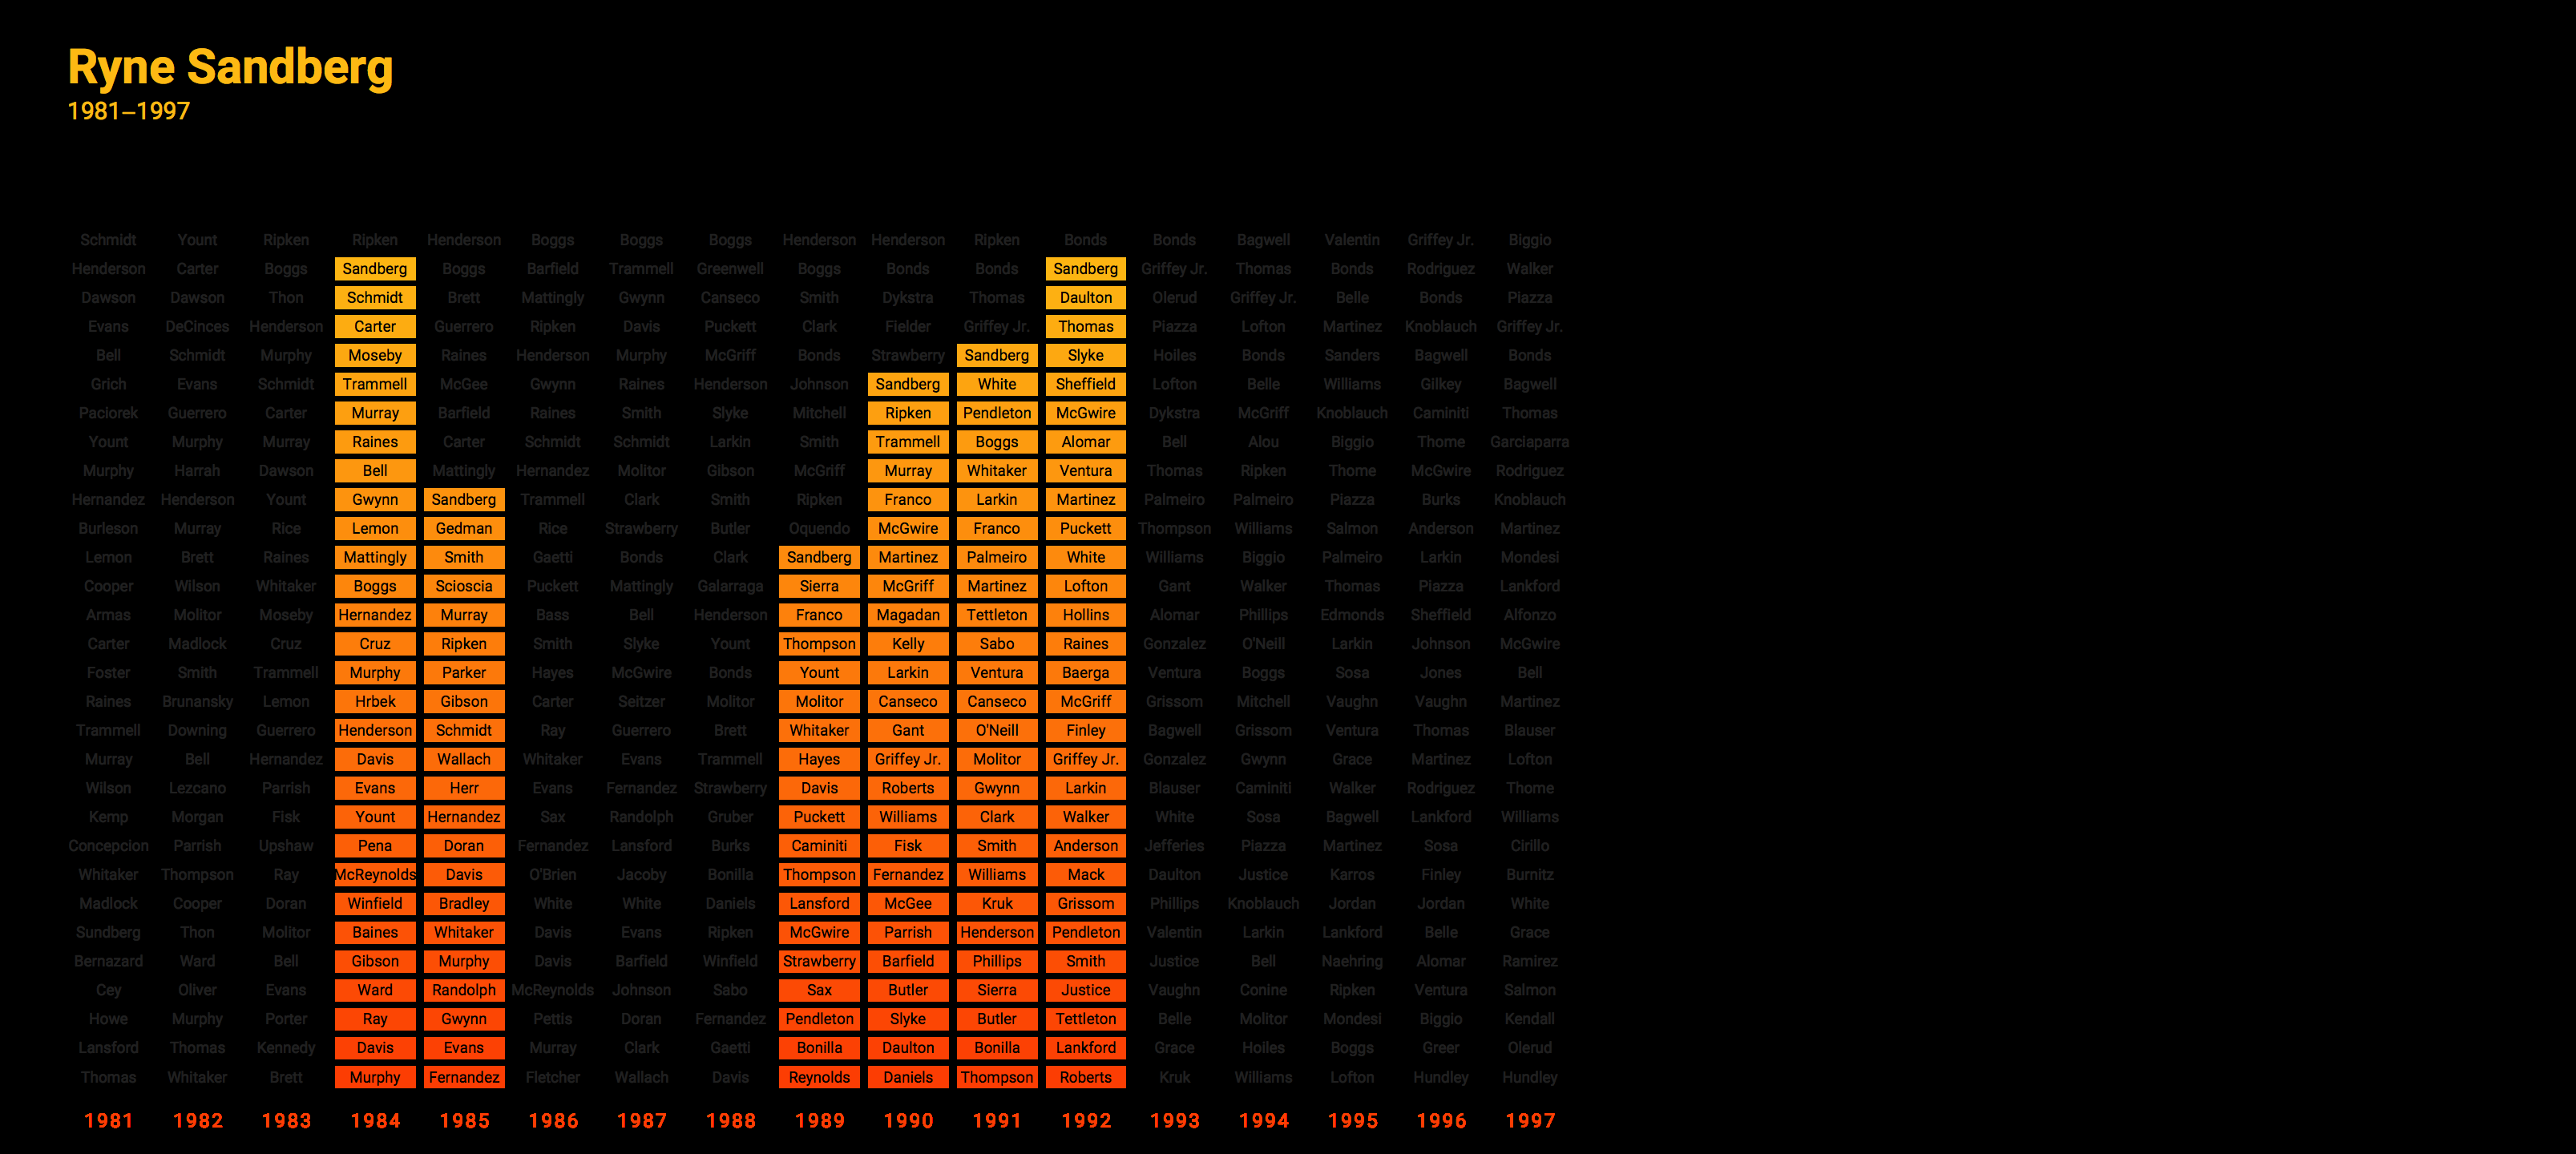 Ryne Sandberg
1981–1997
Schmidt Yount Ripken Ripken Henderson Boggs Boggs Boggs Henderson Henderson Ripken Bonds Bonds Bagwell Valentin Griffey Jr. Biggio
Henderson Carter Boggs Sandberg Boggs Barfield Trammell Greenwell Boggs Bonds Bonds Sandberg Griffey Jr. Thomas Bonds Rodriguez Walker
Dawson Dawson Thon Schmidt Brett Mattingly Gwynn Canseco Smith Dykstra Thomas Daulton Olerud Griffey Jr. Belle Bonds Piazza
Evans DeCinces Henderson Carter Guerrero Ripken Davis Puckett Clark Fielder Griffey Jr. Thomas Piazza Lofton Martinez Knoblauch Griffey Jr.
Bell Schmidt Murphy Moseby Raines Henderson Murphy McGriff Bonds Strawberry Sandberg Slyke Hoiles Bonds Sanders Bagwell Bonds
Grich Evans Schmidt Trammell McGee Gwynn Raines Henderson Johnson Sandberg White Sheffield Lofton Belle Williams Gilkey Bagwell
Paciorek Guerrero Carter Murray Barfield Raines Smith Slyke Mitchell Ripken Pendleton McGwire Dykstra McGriff Knoblauch Caminiti Thomas
Yount Murphy Murray Raines Carter Schmidt Schmidt Larkin Smith Trammell Boggs Alomar Bell Alou Biggio Thome Garciaparra
Murphy Harrah Dawson Bell Mattingly Hernandez Molitor Gibson McGriff Murray Whitaker Ventura Thomas Ripken Thome McGwire Rodriguez
Hernandez Henderson Yount Gwynn Sandberg Trammell Clark Smith Ripken Franco Larkin Martinez Palmeiro Palmeiro Piazza Burks Knoblauch
Burleson Murray Rice Lemon Gedman Rice Strawberry Butler Oquendo McGwire Franco Puckett Thompson Williams Salmon Anderson Martinez
Lemon Brett Raines Mattingly Smith Gaetti Bonds Clark Sandberg Martinez Palmeiro White Williams Biggio Palmeiro Larkin Mondesi
Cooper Wilson Whitaker Boggs Scioscia Puckett Mattingly Galarraga Sierra McGriff Martinez Lofton Gant Walker Thomas Piazza Lankford
Armas Molitor Moseby Hernandez Murray Bass Bell Henderson Franco Magadan Tettleton Hollins Alomar Phillips Edmonds Sheffield Alfonzo
Carter Madlock Cruz Cruz Ripken Smith Slyke Yount Thompson Kelly Sabo Raines Gonzalez O'Neill Larkin Johnson McGwire
Foster Smith Trammell Murphy Parker Hayes McGwire Bonds Yount Larkin Ventura Baerga Ventura Boggs Sosa Jones Bell
Raines Brunansky Lemon Hrbek Gibson Carter Seitzer Molitor Molitor Canseco Canseco McGriff Grissom Mitchell Vaughn Vaughn Martinez
Trammell Downing Guerrero Henderson Schmidt Ray Guerrero Brett Whitaker Gant O'Neill Finley Bagwell Grissom Ventura Thomas Blauser
Murray Bell Hernandez Davis Wallach Whitaker Evans Trammell Hayes Griffey Jr. Molitor Griffey Jr. Gonzalez Gwynn Grace Martinez Lofton
Wilson Lezcano Parrish Evans Herr Evans Fernandez Strawberry Davis Roberts Gwynn Larkin Blauser Caminiti Walker Rodriguez Thome
Kemp Morgan Fisk Yount Hernandez Sax Randolph Gruber Puckett Williams Clark Walker White Sosa Bagwell Lankford Williams
Concepcion Parrish Upshaw Pena Doran Fernandez Lansford Burks Caminiti Fisk Smith Anderson Jefferies Piazza Martinez Sosa Cirillo
Whitaker Thompson Ray McReynolds Davis O'Brien Jacoby Bonilla Thompson Fernandez Williams Mack Daulton Justice Karros Finley Burnitz
Madlock Cooper Doran Winfield Bradley White White Daniels Lansford McGee Kruk Grissom Phillips Knoblauch Jordan Jordan White
Sundberg Thon Molitor Baines Whitaker Davis Evans Ripken McGwire Parrish Henderson Pendleton Valentin Larkin Lankford Belle Grace
Bernazard Ward Bell Gibson Murphy Davis Barfield Winfield Strawberry Barfield Phillips Smith Justice Bell Naehring Alomar Ramirez
Cey Oliver Evans Ward Randolph McReynolds Johnson Sabo Sax Butler Sierra Justice Vaughn Conine Ripken Ventura Salmon
Howe Murphy Porter Ray Gwynn Pettis Doran Fernandez Pendleton Slyke Butler Tettleton Belle Molitor Mondesi Biggio Kendall
Lansford Thomas Kennedy Davis Evans Murray Clark Gaetti Bonilla Daulton Bonilla Lankford Grace Hoiles Boggs Greer Olerud
Thomas Whitaker Brett Murphy Fernandez Fletcher Wallach Davis Reynolds Daniels Thompson Roberts Kruk Williams Lofton Hundley Hundley
1981 1982 1983 1984 1985 1986 1987 1988 1989 1990 1991 1992 1993 1994 1995 1996 1997